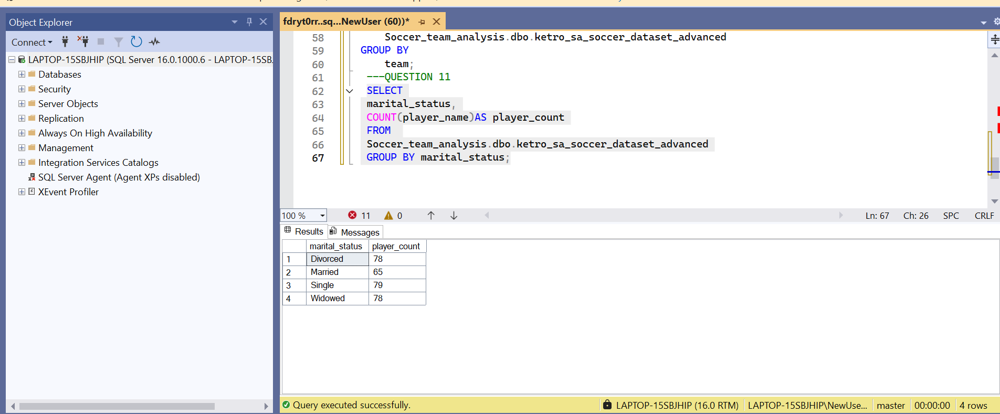 Object Explorer
Connect
LAPTOP-15SBJHIP (SQL Server 16.0.1000.6 - LAPTOP-15SB
Databases
Security
Server Objects
Replication
Always On High Availability
Management
Integration Services Catalogs
SQL Server Agent (Agent XPs disabled)
XEvent Profiler
fdryt0rr..sq...NewUser (60))*
58 Soccer_team_analysis.dbo.ketro_sa_soccer_dataset_advanced
59 GROUP BY
60 team;
61 ---QUESTION 11
62 SELECT
63 marital_status,
64 COUNT(player_name)AS player_count
65 FROM
66 Soccer_team_analysis.dbo.ketro_sa_soccer_dataset_advanced
67 GROUP BY marital_status;
100 % 11 0 Ln: 67 Ch: 26 SPC CRLF
Results Messages
marital_status player_count
1 Divorced 78
2 Married 65
3 Single 79
4 Widowed 78
Query executed successfully. LAPTOP-15SBJHIP (16.0 RTM) LAPTOP-15SBJHIP\NewUse... master 00:00:00 4 rows